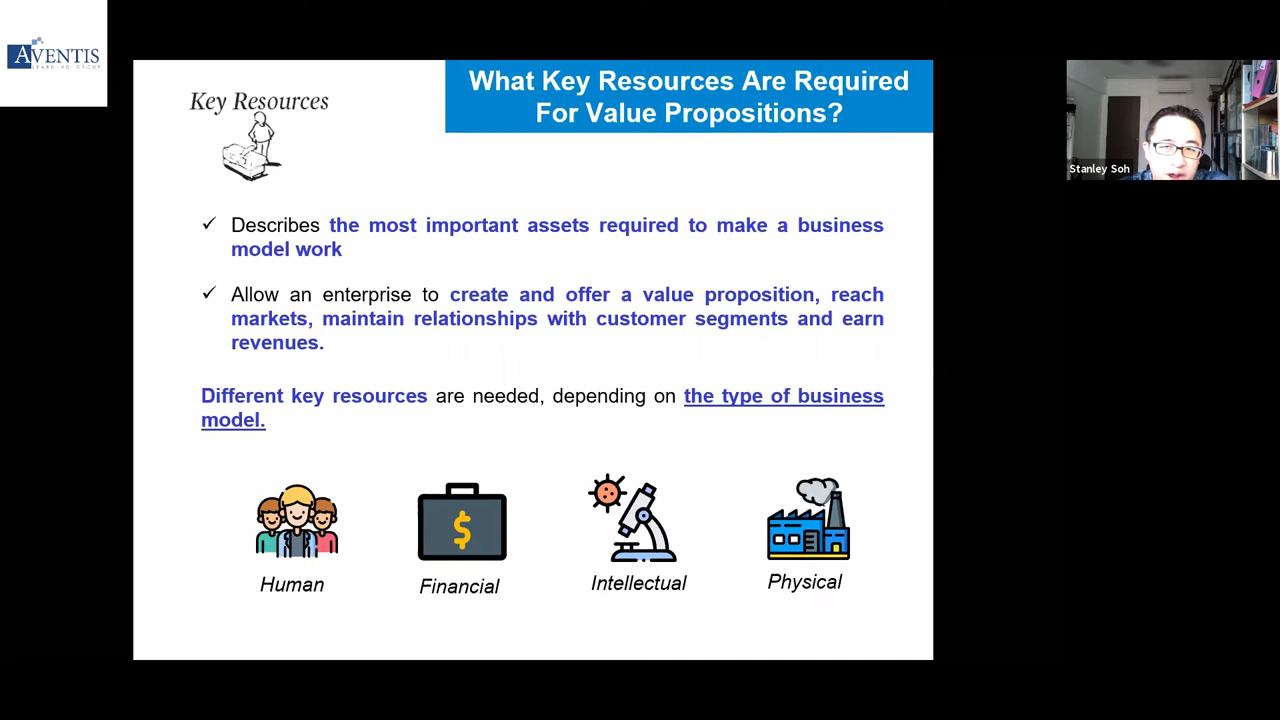 AVENTIS
LEARNING GROUP
Key Resources
What Key Resources Are Required
For Value Propositions?
Stanley Soh
✓ Describes the most important assets required to make a business
model work
✓ Allow an enterprise to create and offer a value proposition, reach
markets, maintain relationships with customer segments and earn
revenues.
Different key resources are needed, depending on the type of business
model.
$
Human
Financial
Intellectual
Physical